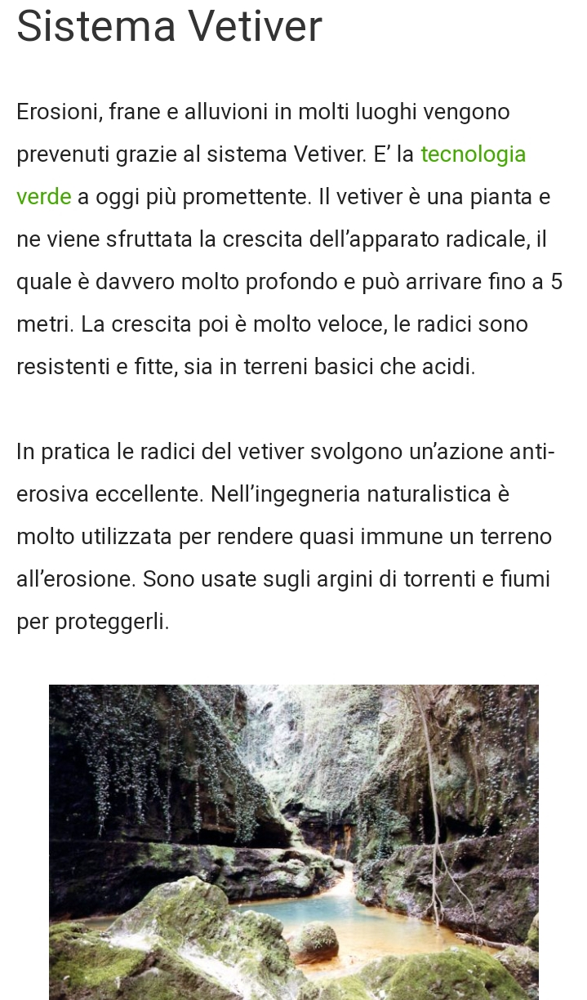 Sistema Vetiver
Erosioni, frane e alluvioni in molti luoghi vengono
prevenuti grazie al sistema Vetiver. E’ la tecnologia
verde a oggi più promettente. Il vetiver è una pianta e
ne viene sfruttata la crescita dell’apparato radicale, il
quale è davvero molto profondo e può arrivare fino a 5
metri. La crescita poi è molto veloce, le radici sono
resistenti e fitte, sia in terreni basici che acidi.
In pratica le radici del vetiver svolgono un’azione anti-
erosiva eccellente. Nell’ingegneria naturalistica è
molto utilizzata per rendere quasi immune un terreno
all’erosione. Sono usate sugli argini di torrenti e fiumi
per proteggerli.